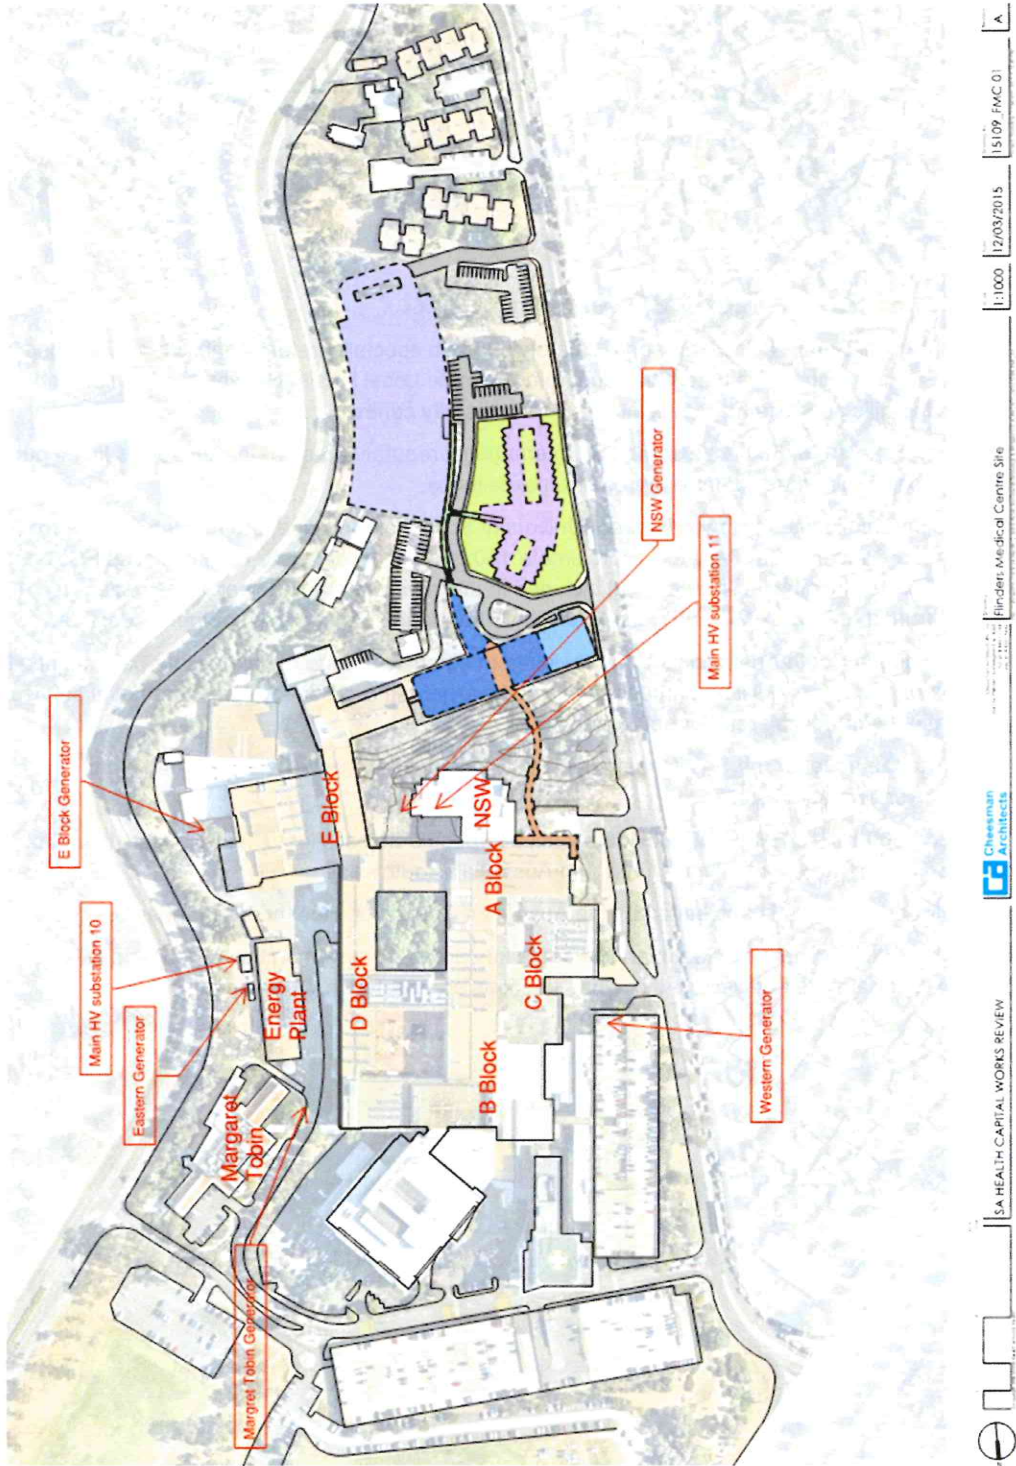 E Block Generator
Main HV substation 10
Eastern Generator
Margret Tobin Generator
Margaret
Tobin
Energy
Plant
E Block
D Block
NSW
A Block
C Block
B Block
NSW Generator
Main HV substation 11
Western Generator
SA HEALTH CAPITAL WORKS REVIEW
Cheesman
Architects
Flinders Medical Centre Site
1:1000
12/03/2015
15109_FMC 01
A